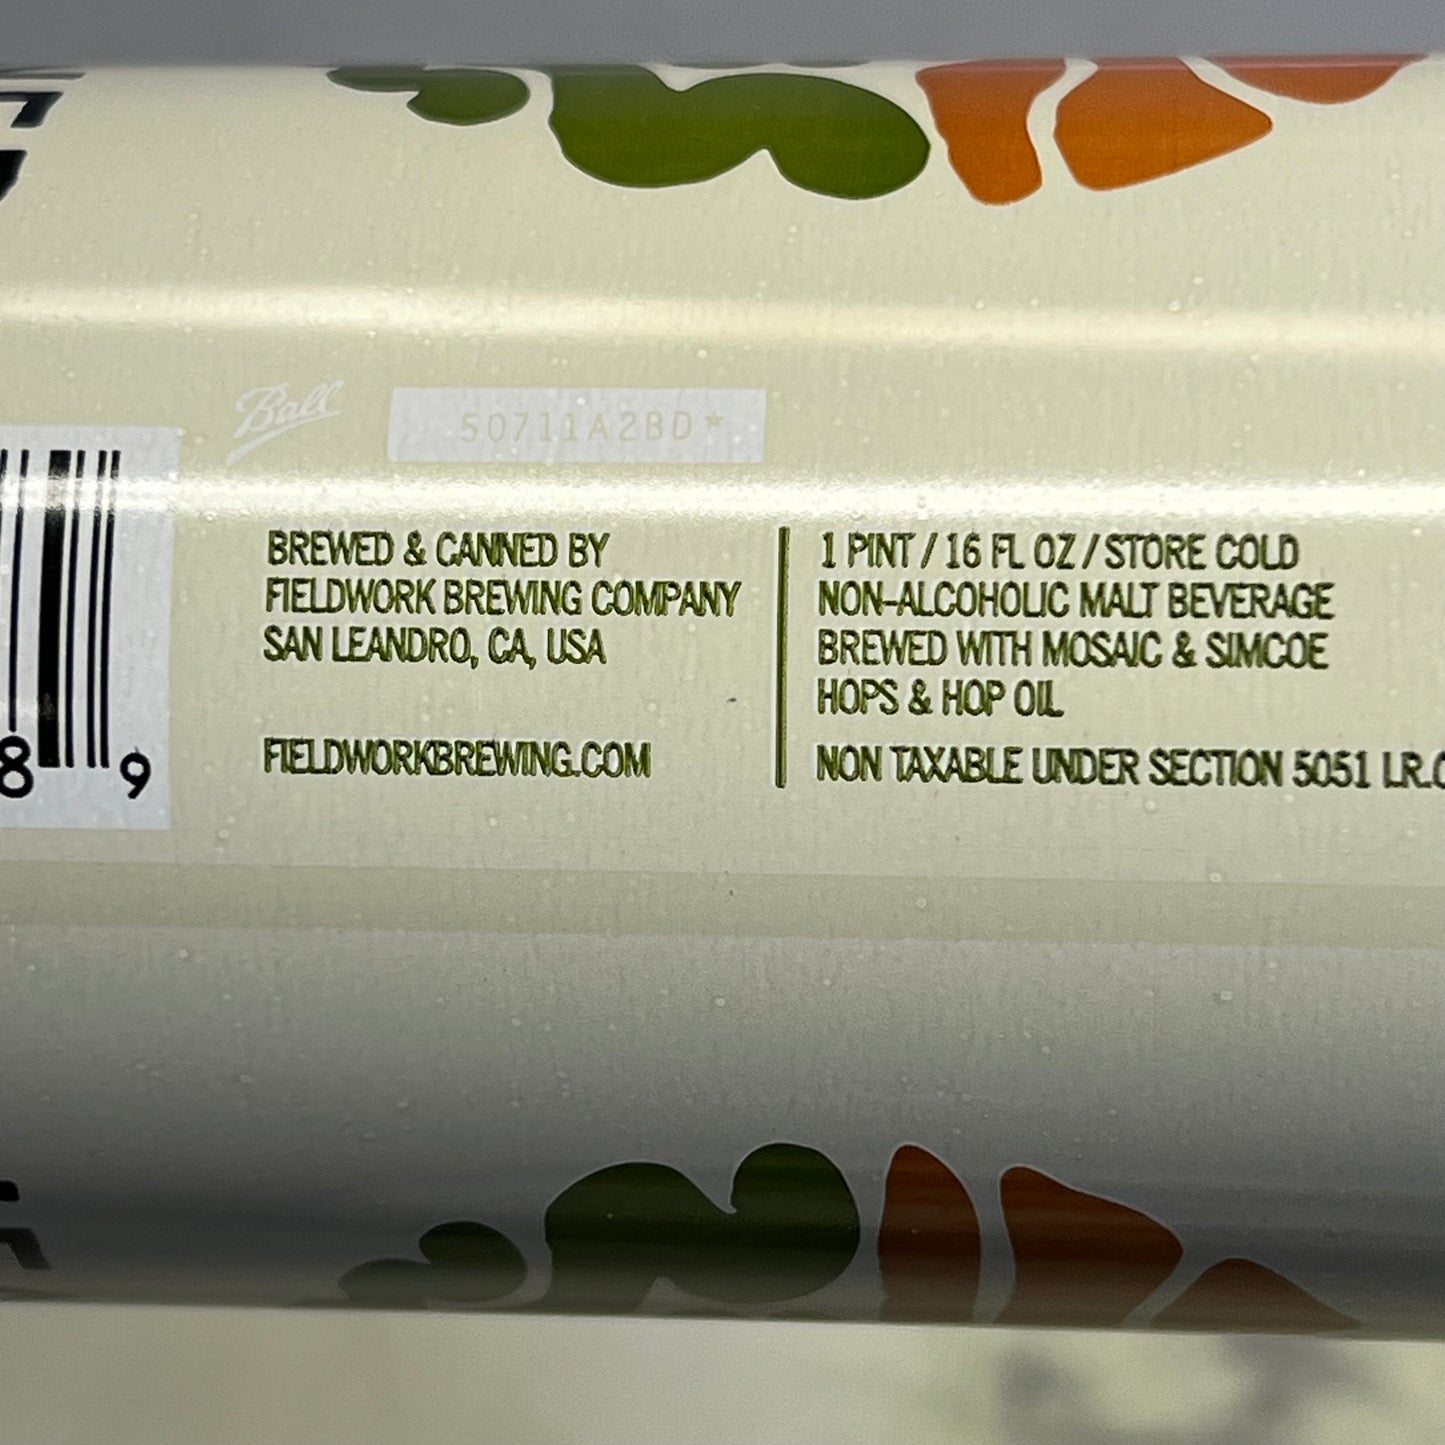 Ball
50711A2BD*
8 9
BREWED & CANNED BY
FIELDWORK BREWING COMPANY
SAN LEANDRO, CA, USA
FIELDWORKBREWING.COM
1 PINT / 16 FL OZ / STORE COLD
NON-ALCOHOLIC MALT BEVERAGE
BREWED WITH MOSAIC & SIMCOE
HOPS & HOP OIL
NON TAXABLE UNDER SECTION 5051 I.R.C